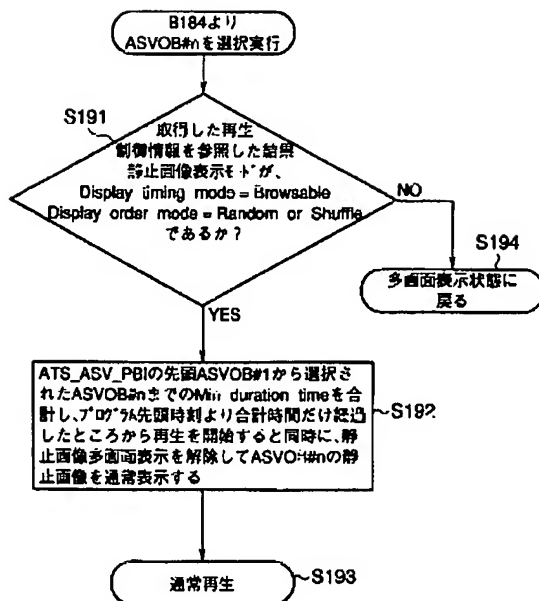 B184より
ASVOB#nを選択実行
S191
取得した再生
制御情報を参照した結果
静止画像表示モードが、
Display timing mode = Browsable
Display order mode = Random or Shuffle
であるか?
NO
S194
多画面表示状態に
戻る
YES
ATS_ASV_PBIの先頭ASVOB#1から選択さ
れたASVOB#nまでのMin duration timeを合
計し、プログラム先頭時刻より合計時間だけ経過
したところから再生を開始すると同時に、静
止画像多画面表示を解除してASVOB#nの静
止画像を通常表示する
S192
通常再生
S193